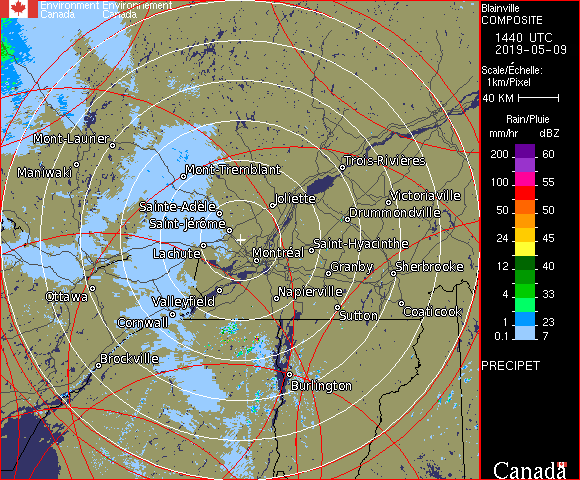 Environment Environnement
Canada Canada
Blainville
COMPOSITE
1440 UTC
2019-05-09
Scale/Échelle:
1km/Pixel
40 KM
Rain/Pluie
mm/hr dBZ
200 60
100 55
50 50
24 45
12 40
4 33
1 23
0.1 7
PRECIPET
Canada
Mont-Laurier
Maniwaki
Mont-Tremblant
Trois-Rivières
Joliette
Victoriaville
Sainte-Adèle
Drummondville
Saint-Jérôme
Lachute
Montréal
Saint-Hyacinthe
Granby
Sherbrooke
Ottawa
Valleyfield
Napierville
Cornwall
Sutton
Coaticook
Brockville
Burlington